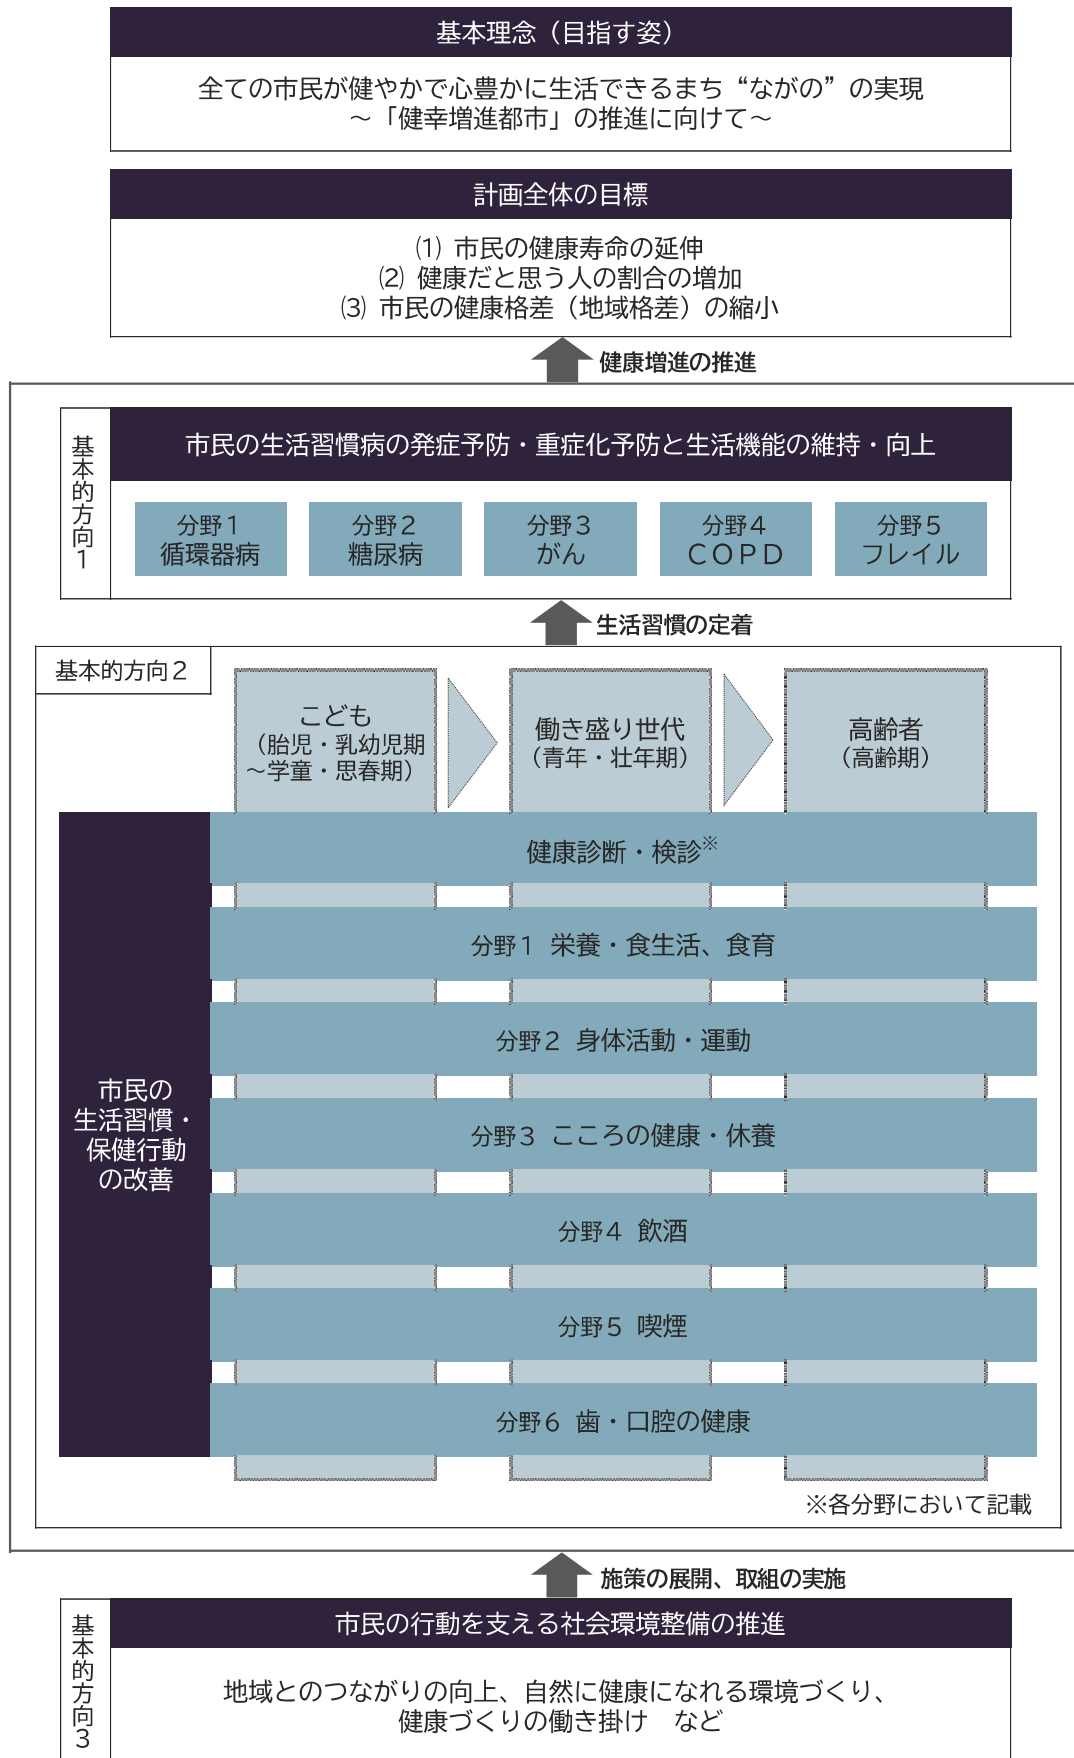 基本理念（目指す姿）
全ての市民が健やかで心豊かに生活できるまち“ながの”の実現
～「健幸増進都市」の推進に向けて～
計画全体の目標
⑴ 市民の健康寿命の延伸
⑵ 健康だと思う人の割合の増加
⑶ 市民の健康格差（地域格差）の縮小
健康増進の推進
基本的方向１
市民の生活習慣病の発症予防・重症化予防と生活機能の維持・向上
分野１
循環器病
分野２
糖尿病
分野３
がん
分野４
ＣＯＰＤ
分野５
フレイル
生活習慣の定着
基本的方向２
こども
（胎児・乳幼児期
～学童・思春期）
働き盛り世代
（青年・壮年期）
高齢者
（高齢期）
市民の
生活習慣・
保健行動
の改善
健康診断・検診※
分野１ 栄養・食生活、食育
分野２ 身体活動・運動
分野３ こころの健康・休養
分野４ 飲酒
分野５ 喫煙
分野６ 歯・口腔の健康
※各分野において記載
施策の展開、取組の実施
基本的方向３
市民の行動を支える社会環境整備の推進
地域とのつながりの向上、自然に健康になれる環境づくり、
健康づくりの働き掛け　など